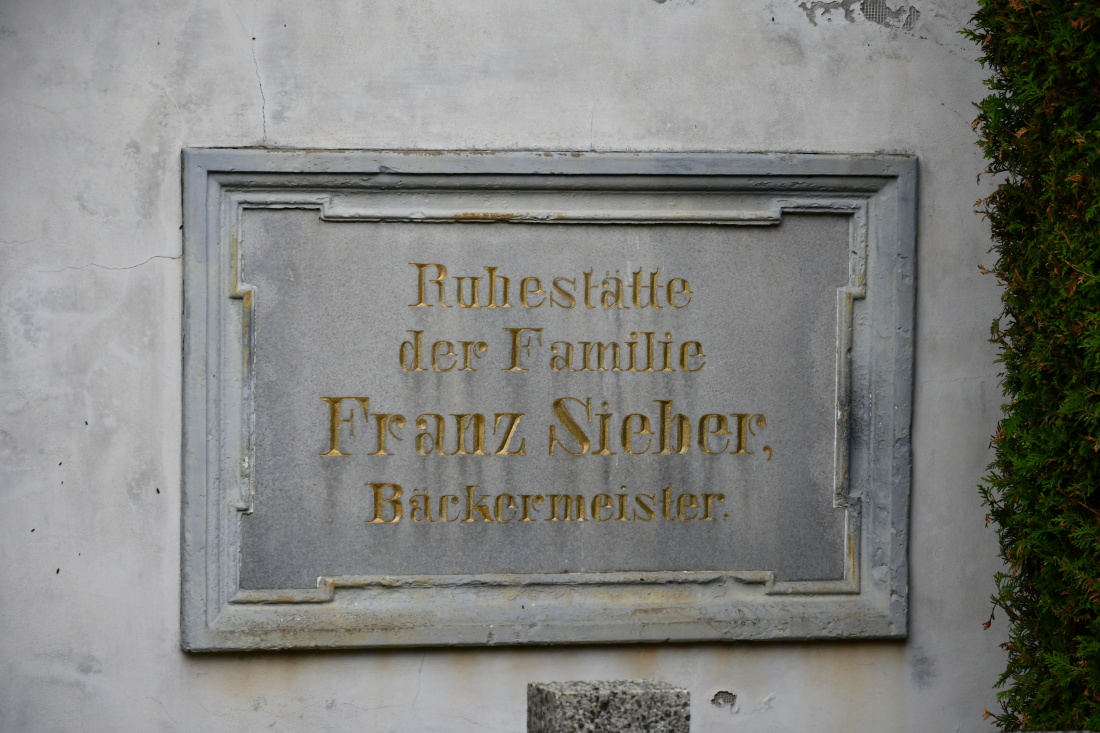 Ruhestätte
der Familie
Franz Sieber,
Bäckermeister.